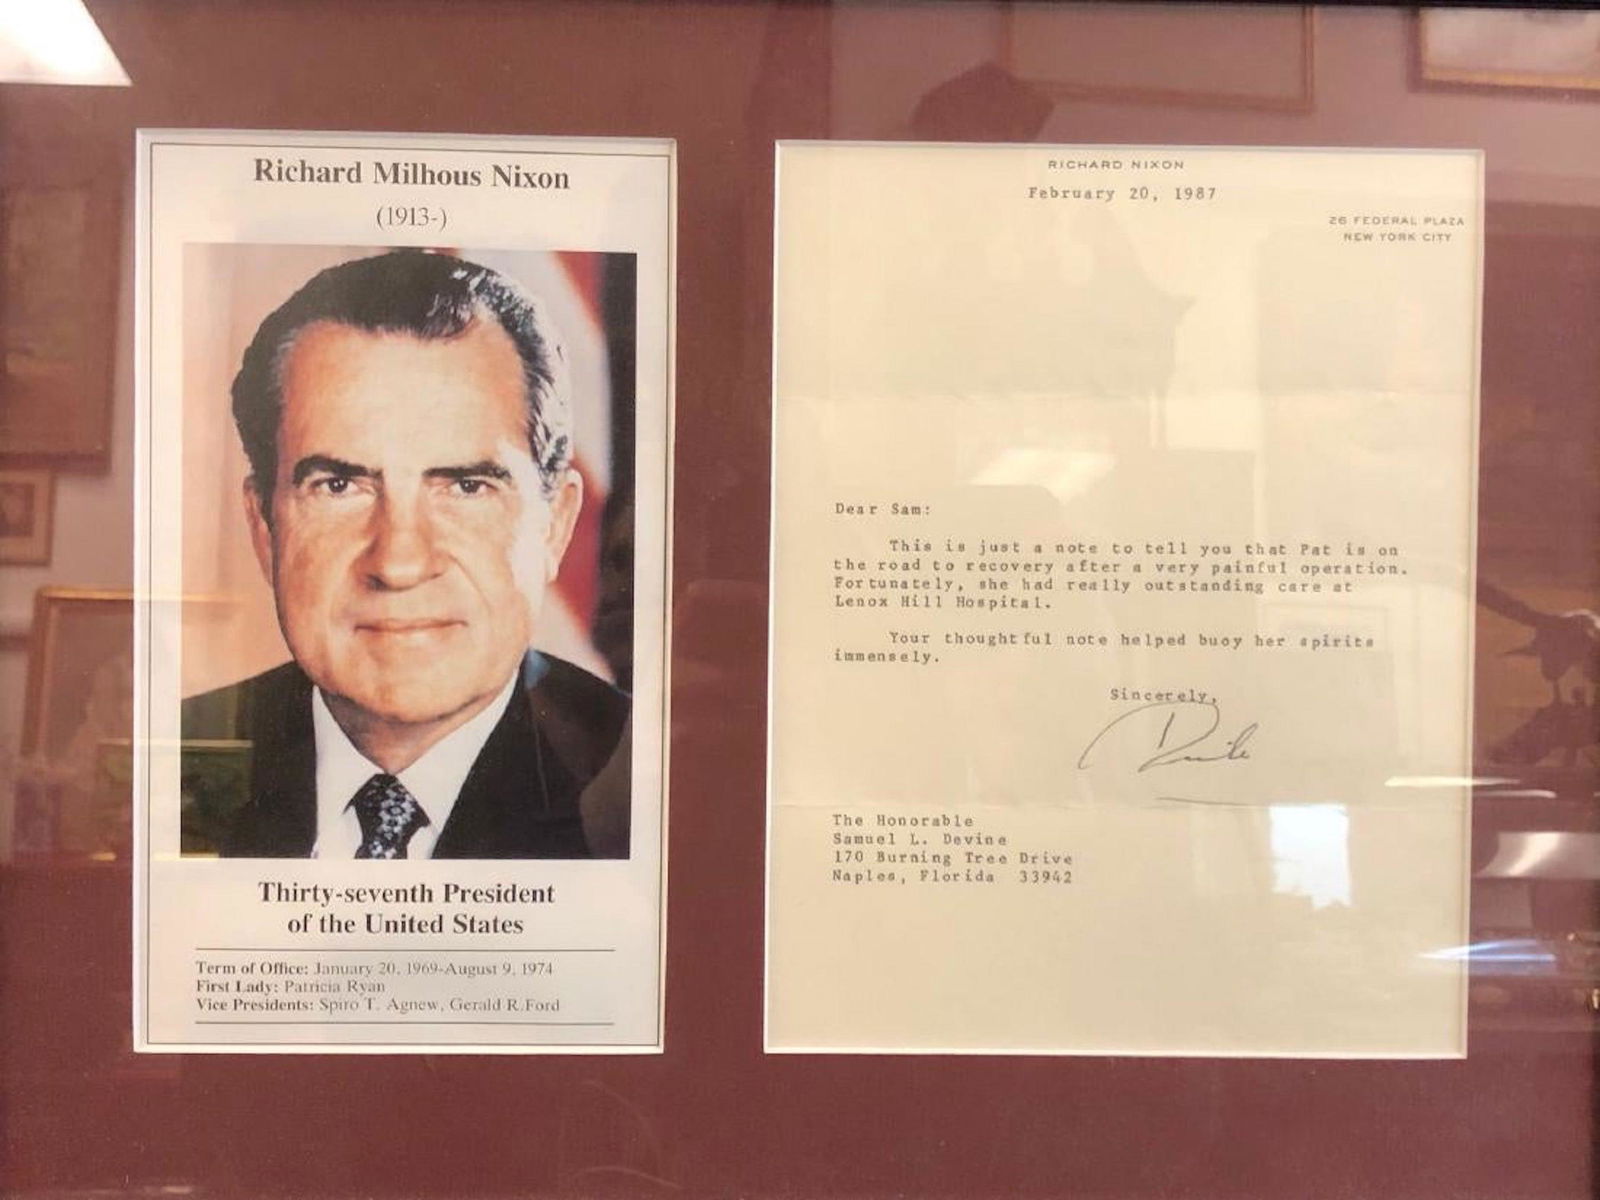 Richard Milhous Nixon
(1913-)
Thirty-seventh President
of the United States
Term of Office: January 20, 1969-August 9, 1974
First Lady: Patricia Ryan
Vice Presidents: Spiro T. Agnew, Gerald R.Ford
RICHARD NIXON
February 20, 1987
26 FEDERAL PLAZA
NEW YORK CITY
Dear Sam:
This is just a note to tell you that Pat is on
the road to recovery after a very painful operation.
Fortunately, she had really outstanding care at
Lenox Hill Hospital.
Your thoughtful note helped buoy her spirits
immensely.
Sincerely,
The Honorable
Samuel L. Devine
170 Burning Tree Drive
Naples, Florida 33942